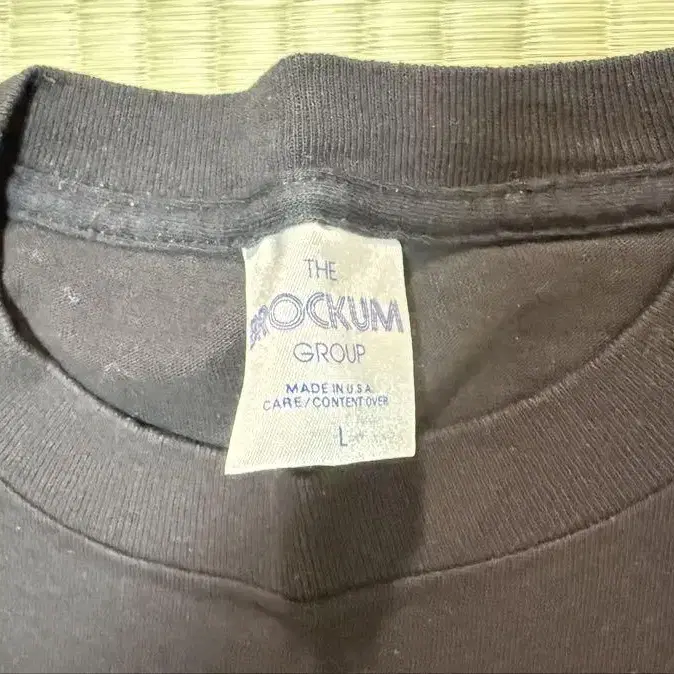 THE
BROCKUM
GROUP
MADE IN U.S.A.
CARE/CONTENT OVER
L